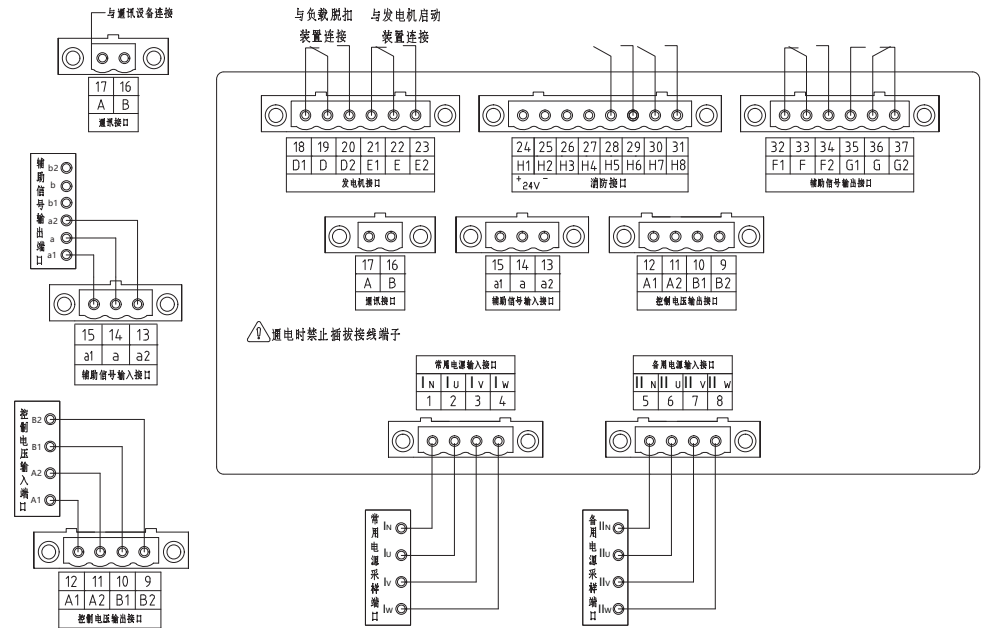 与通讯设备连接
17 16
A B
通讯接口
辅助信号输出端口
b2
b
b1
a2
a
a1
15 14 13
a1 a a2
辅助信号输入接口
控制电压输入端口
B2
B1
A2
A1
12 11 10 9
A1 A2 B1 B2
控制电压输出接口
与负载脱扣
装置连接
与发电机启动
装置连接
18 19 20 21 22 23
D1 D D2 E1 E E2
发电机接口
24 25 26 27 28 29 30 31
H1 H2 H3 H4 H5 H6 H7 H8
+ 24V - 消防接口
32 33 34 35 36 37
F1 F F2 G1 G G2
辅助信号输出接口
17 16
A B
通讯接口
15 14 13
a1 a a2
辅助信号输入接口
12 11 10 9
A1 A2 B1 B2
控制电压输出接口
通电时禁止插拔接线端子
常用电源输入接口
IN IU IV IW
1 2 3 4
备用电源输入接口
IIN IIU IIV IIW
5 6 7 8
常用电源采样端口
IN
IU
IV
IW
备用电源采样端口
IIN
IIU
IIV
IIW